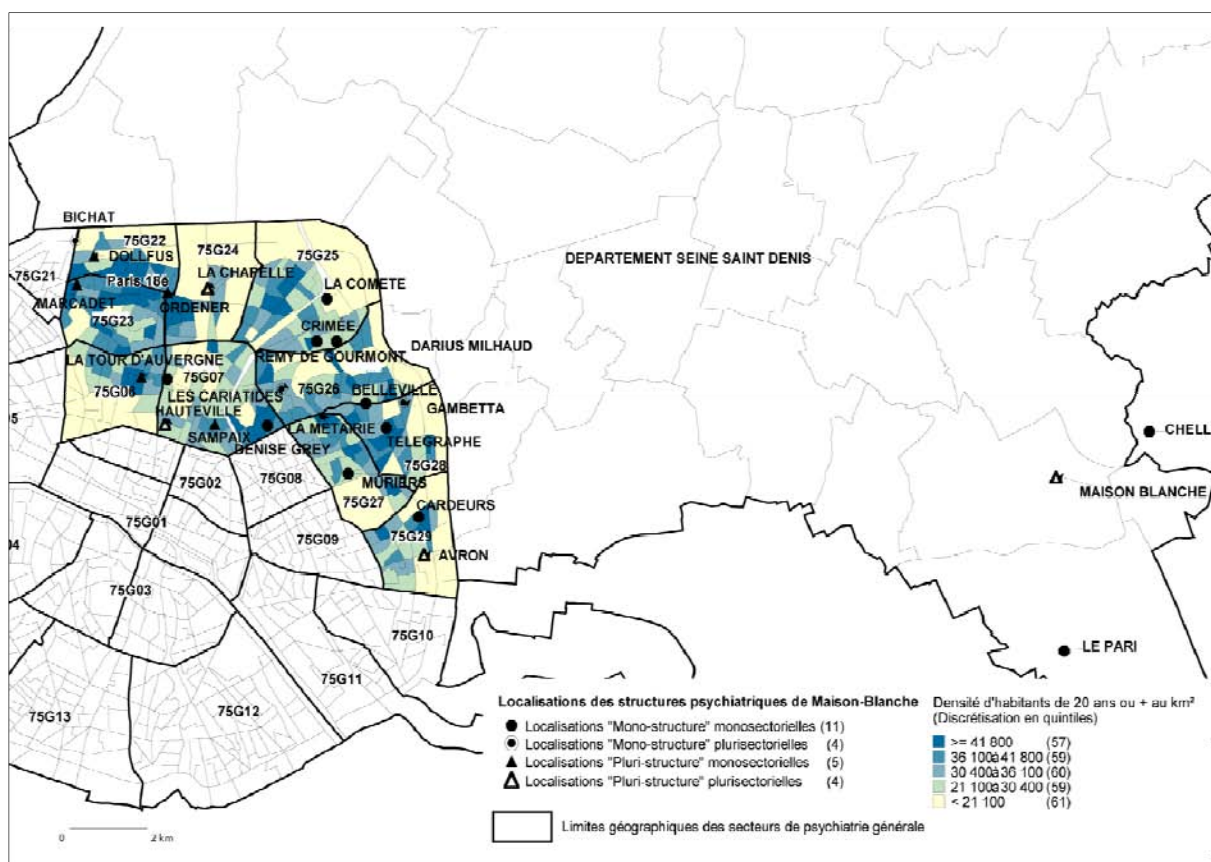 BICHAT
75G22
DOLLFUS
75G24
75G25
DEPARTEMENT SEINE SAINT DENIS
75G21
Paris 18e
LA CHAPELLE
LA COMETE
MARCADET
ORDENER
75G23
CRIMÉE
DARIUS MILHAUD
LA TOUR D'AUVERGNE
REMY DE GOURMONT
75G07
75G06
LES CARIATIDES
75G26
BELLEVILLE
HAUTEVILLE
GAMBETTA
SAMPAIX
LA METAIRIE
TELEGRAPHE
CHELL
DENISE GREY
75G02
75G08
75G28
MÛRIERS
MAISON BLANCHE
75G27
CARDEURS
75G01
75G29
75G09
AVRON
75G03
75G10
LE PARI
75G11
75G13
75G12
Localisations des structures psychiatriques de Maison-Blanche
Localisations "Mono-structure" monosectorielles (11)
Localisations "Mono-structure" plurisectorielles (4)
Localisations "Pluri-structure" monosectorielles (5)
Localisations "Pluri-structure" plurisectorielles (4)
Limites géographiques des secteurs de psychiatrie générale
Densité d'habitants de 20 ans ou + au km²
(Discrétisation en quintiles)
>= 41 800 (57)
36 100 à 41 800 (59)
30 400 à 36 100 (60)
21 100 à 30 400 (59)
< 21 100 (61)
0 2 km